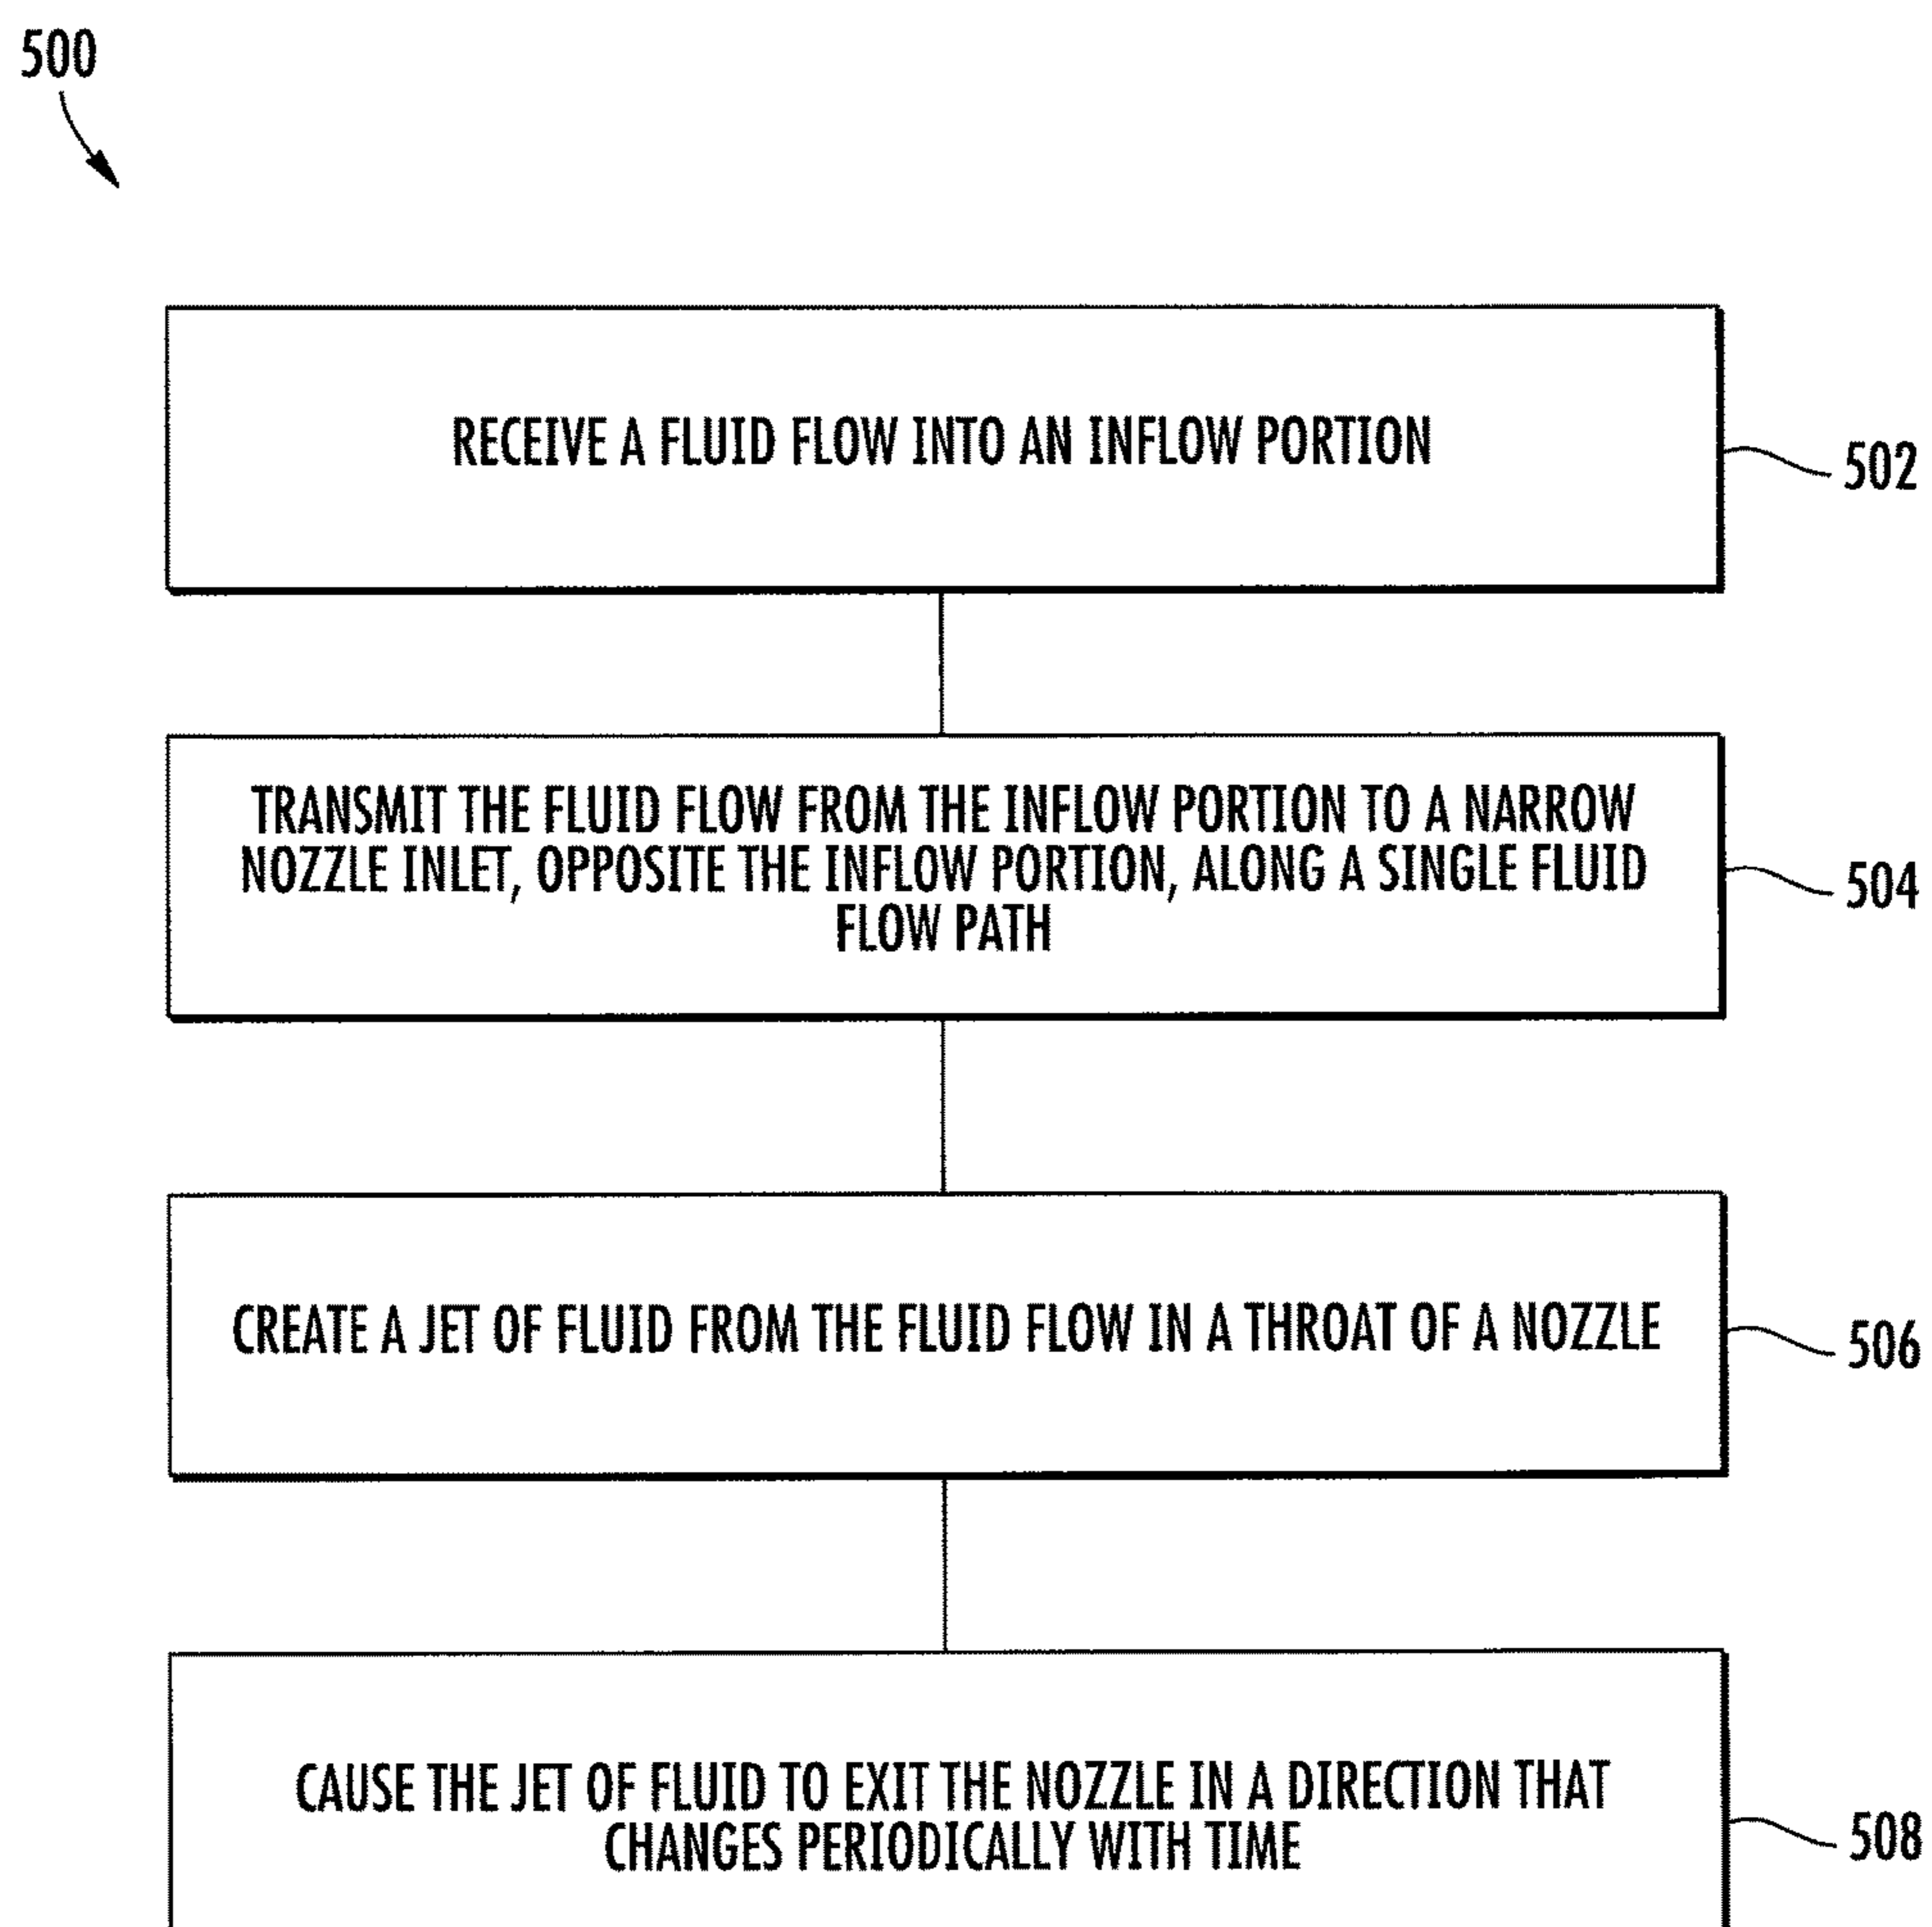 500
RECEIVE A FLUID FLOW INTO AN INFLOW PORTION
502
TRANSMIT THE FLUID FLOW FROM THE INFLOW PORTION TO A NARROW
NOZZLE INLET, OPPOSITE THE INFLOW PORTION, ALONG A SINGLE FLUID
FLOW PATH
504
CREATE A JET OF FLUID FROM THE FLUID FLOW IN A THROAT OF A NOZZLE
506
CAUSE THE JET OF FLUID TO EXIT THE NOZZLE IN A DIRECTION THAT
CHANGES PERIODICALLY WITH TIME
508